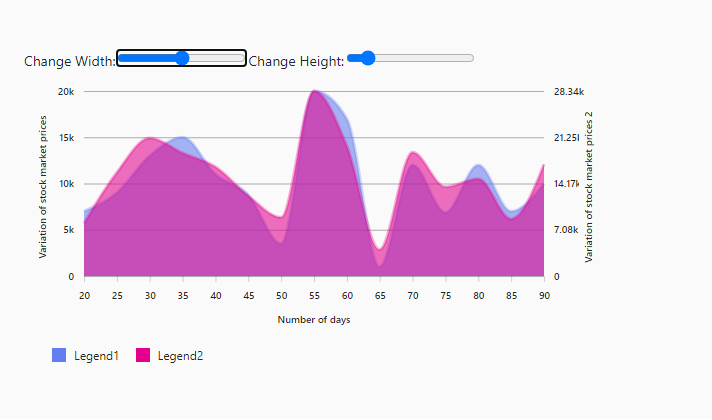 Change Width: Change Height:
20k 28.34k
15k 21.25k
10k 14.17k
5k 7.08k
0 0
Variation of stock market prices
Variation of stock market prices 2
20 25 30 35 40 45 50 55 60 65 70 75 80 85 90
Number of days
Legend1 Legend2